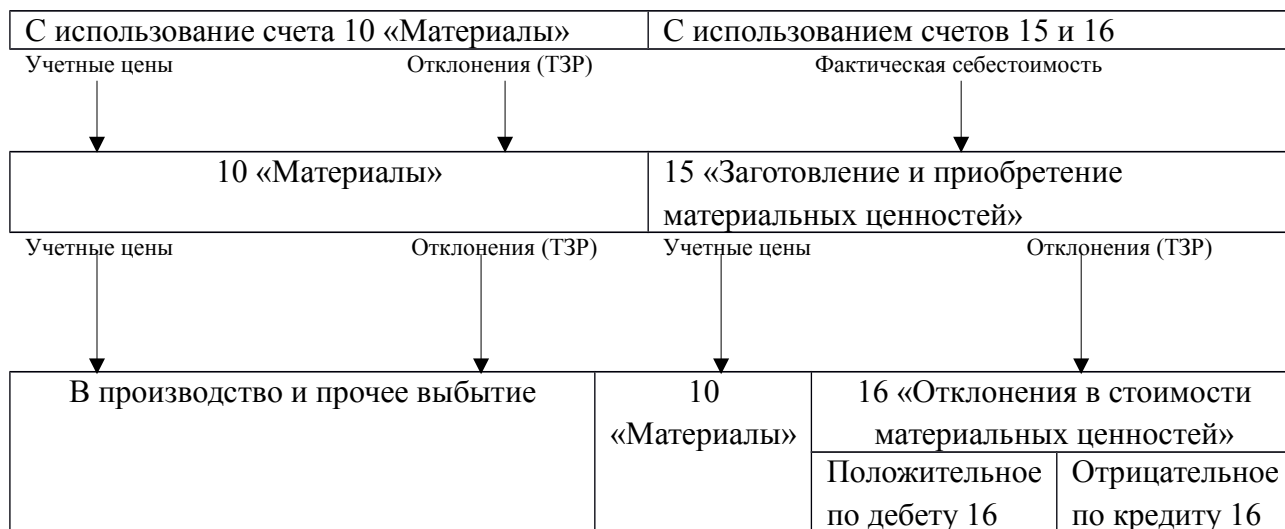 С использование счета 10 «Материалы»
С использованием счетов 15 и 16
Учетные цены
Отклонения (ТЗР)
Фактическая себестоимость
10 «Материалы»
15 «Заготовление и приобретение
материальных ценностей»
Учетные цены
Отклонения (ТЗР)
Учетные цены
Отклонения (ТЗР)
В производство и прочее выбытие
10
«Материалы»
16 «Отклонения в стоимости
материальных ценностей»
Положительное
по дебету 16
Отрицательное
по кредиту 16